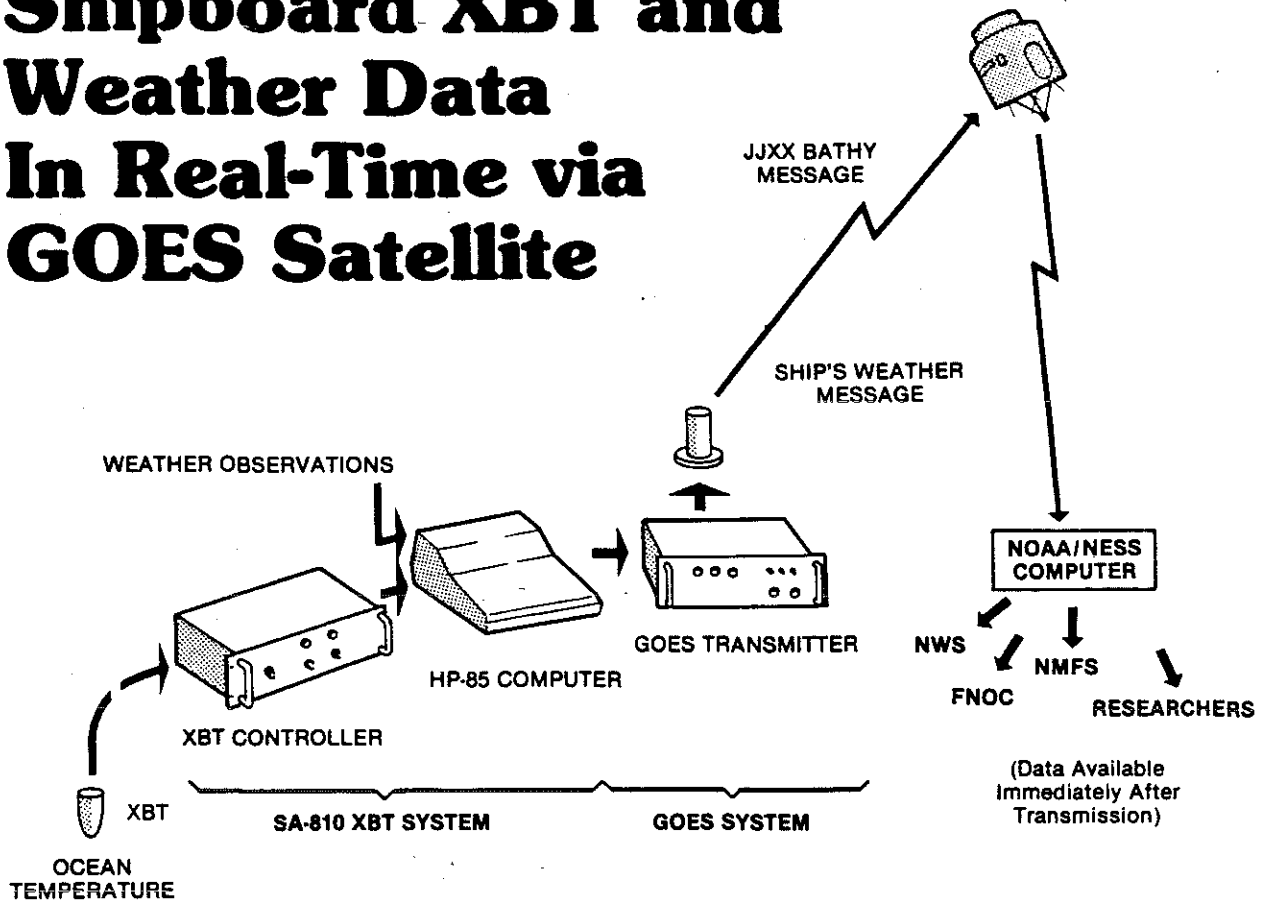 Shipboard XBT and
Weather Data
In Real-Time via
GOES Satellite
JJXX BATHY
MESSAGE
SHIP'S WEATHER
MESSAGE
WEATHER OBSERVATIONS
NOAA/NESS
COMPUTER
GOES TRANSMITTER
HP-85 COMPUTER
XBT CONTROLLER
NWS
FNOC
NMFS
RESEARCHERS
(Data Available
Immediately After
Transmission)
XBT
SA-810 XBT SYSTEM
GOES SYSTEM
OCEAN
TEMPERATURE